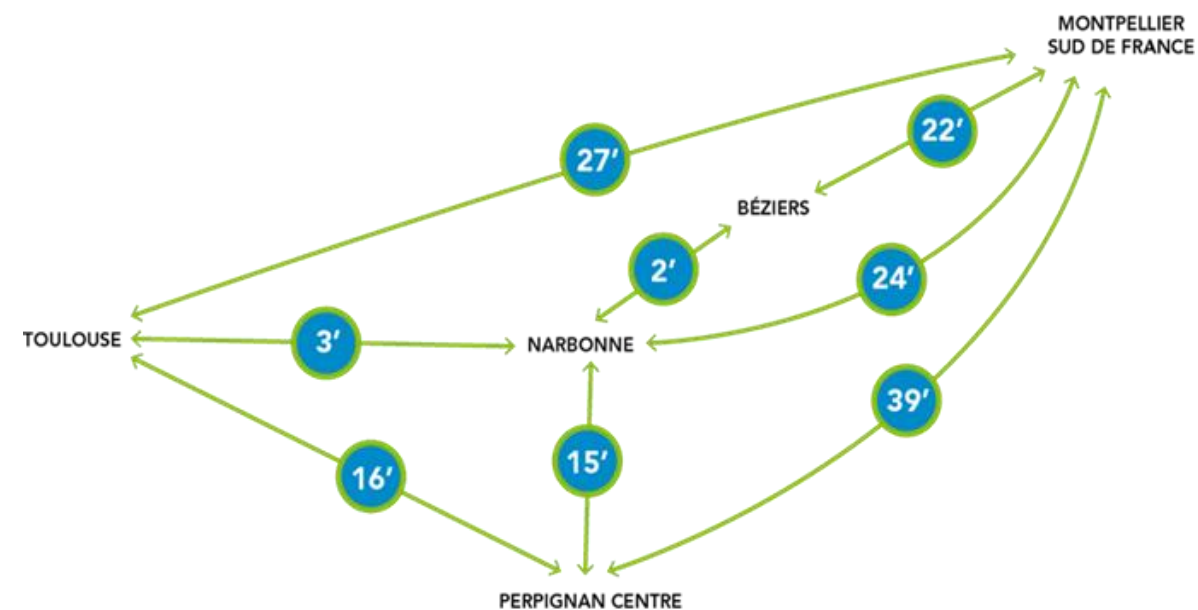 MONTPELLIER
SUD DE FRANCE
22′
27′
BÉZIERS
2′
24′
TOULOUSE
3′
NARBONNE
39′
15′
16′
PERPIGNAN CENTRE